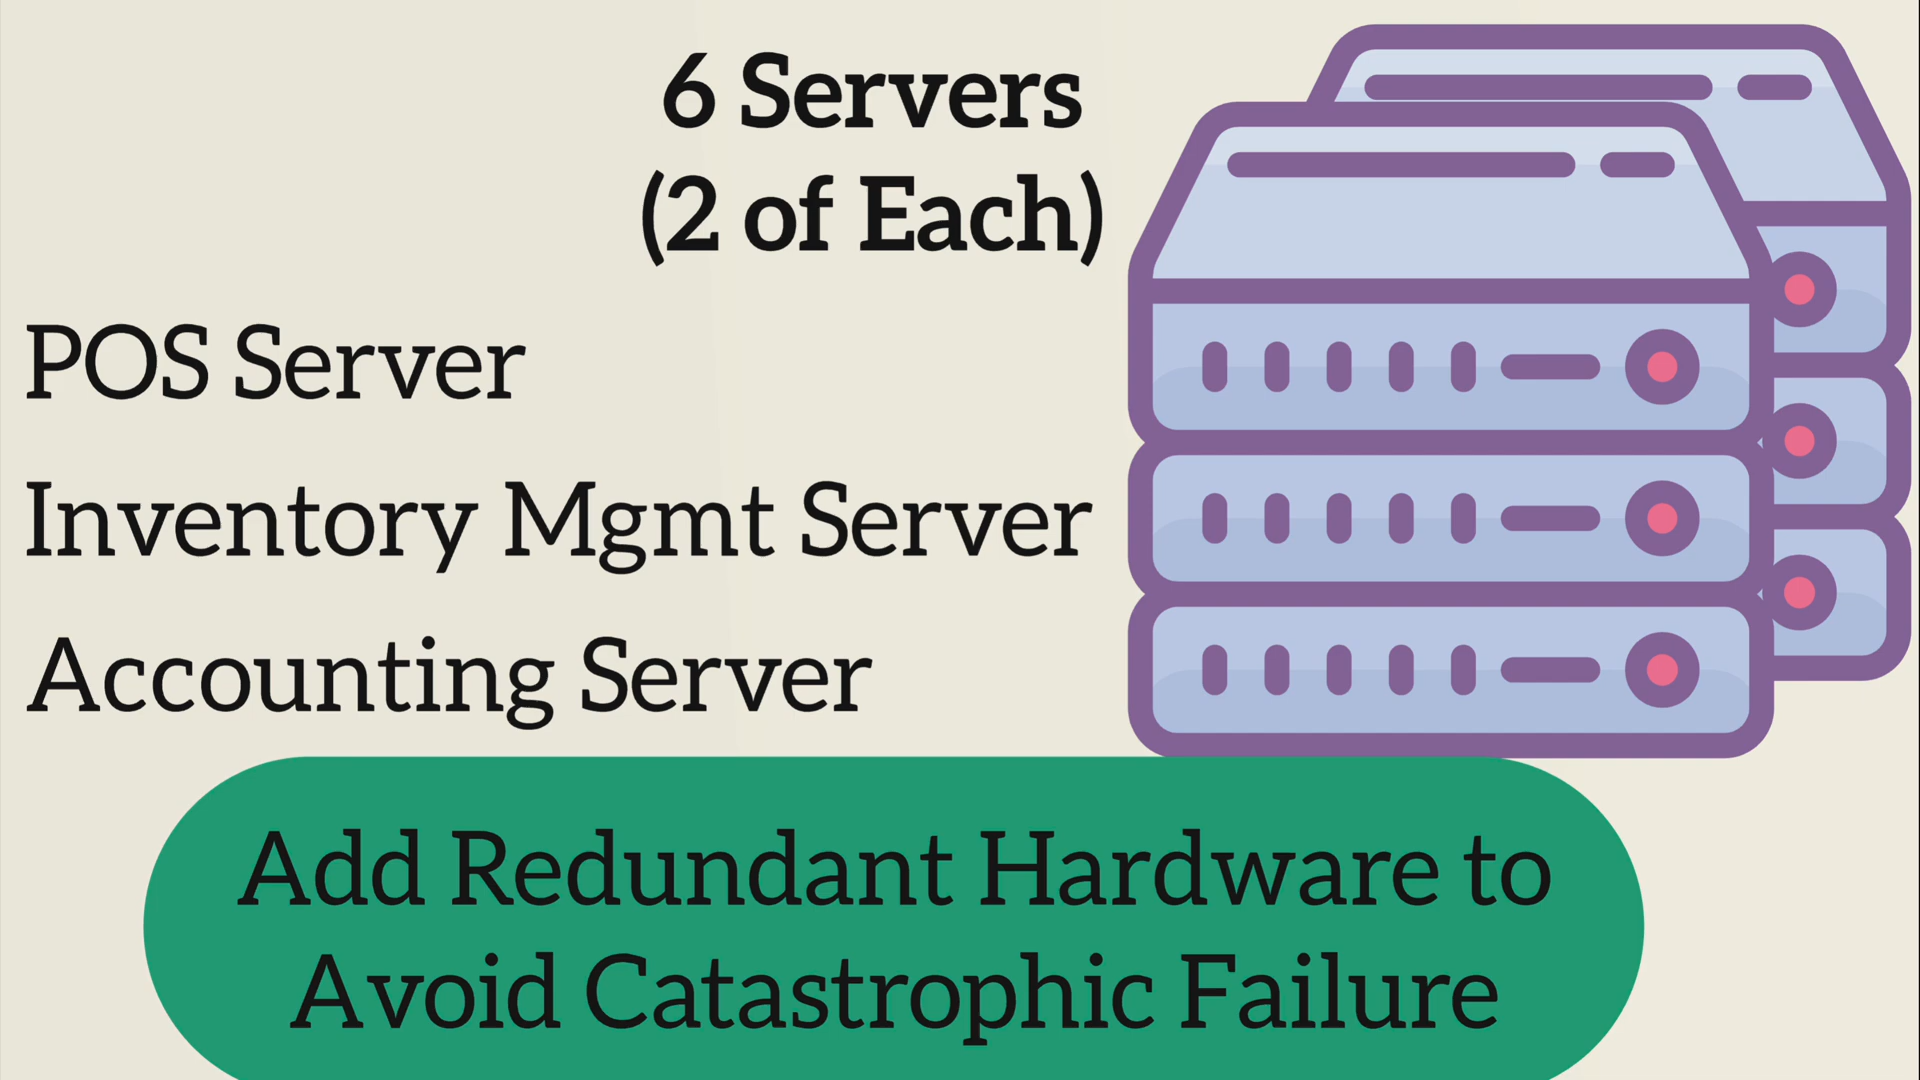 6 Servers
(2 of Each)
POS Server
Inventory Mgmt Server
Accounting Server
Add Redundant Hardware to
Avoid Catastrophic Failure